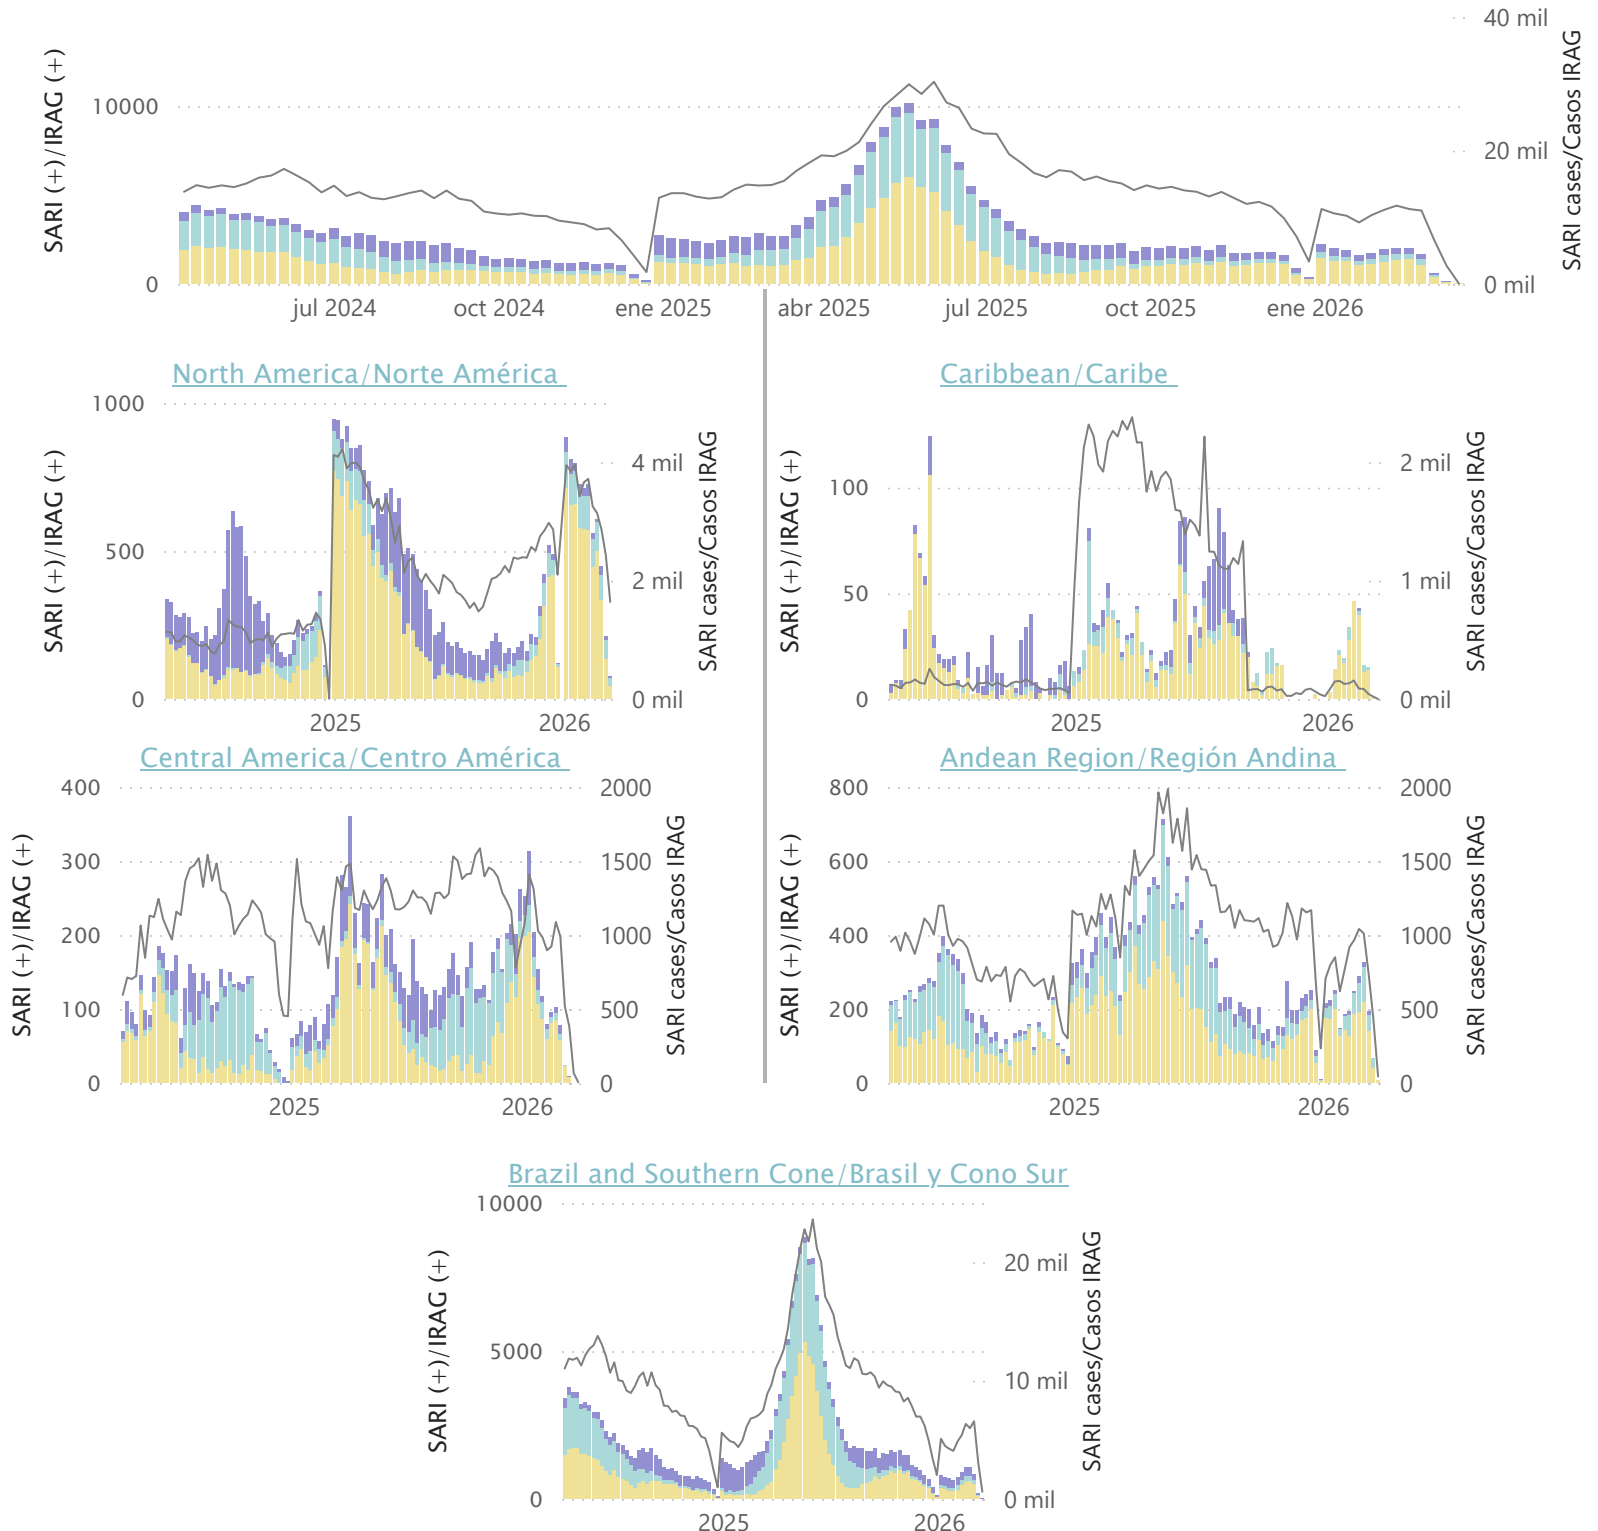 40 mil
10000
20 mil
0
0 mil
SARI (+)/IRAG (+)
SARI cases/Casos IRAG
jul 2024
oct 2024
ene 2025
abr 2025
jul 2025
oct 2025
ene 2026
North America/Norte América
1000
500
0
4 mil
2 mil
0 mil
SARI (+)/IRAG (+)
SARI cases/Casos IRAG
2025
2026
Caribbean/Caribe
100
50
0
2 mil
1 mil
0 mil
SARI (+)/IRAG (+)
SARI cases/Casos IRAG
2025
2026
Central America/Centro América
400
300
200
100
0
2000
1500
1000
500
0
SARI (+)/IRAG (+)
SARI cases/Casos IRAG
2025
2026
Andean Region/Región Andina
800
600
400
200
0
2000
1500
1000
500
0
SARI (+)/IRAG (+)
SARI cases/Casos IRAG
2025
2026
Brazil and Southern Cone/Brasil y Cono Sur
10000
5000
0
20 mil
10 mil
0 mil
SARI (+)/IRAG (+)
SARI cases/Casos IRAG
2025
2026